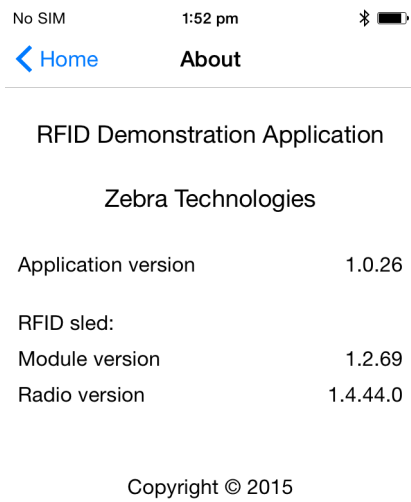 No SIM 1:52 pm
Home About
RFID Demonstration Application
Zebra Technologies
Application version 1.0.26
RFID sled:
Module version 1.2.69
Radio version 1.4.44.0
Copyright © 2015